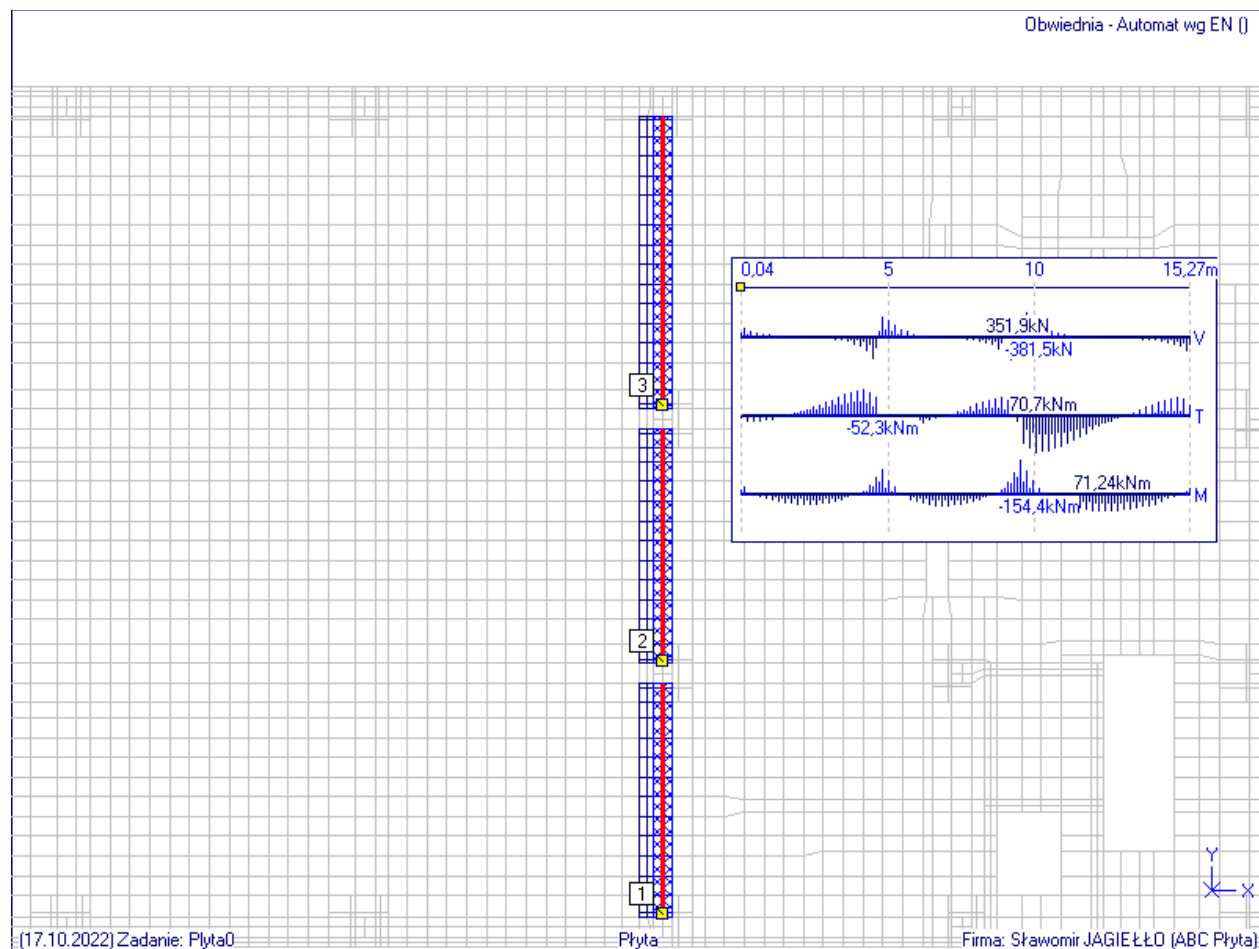 Obwiednia - Automat wg EN ()
0,04 5 10 15,27m
351,9kN
V
-381,5kN
3
70,7kNm
T
-52,3kNm
71,24kNm
M
-154,4kNm
2
1
Y
X
(17.10.2022) Zadanie: Plyta0 Płyta Firma: Sławomir JAGIEŁŁO (ABC Płyta)